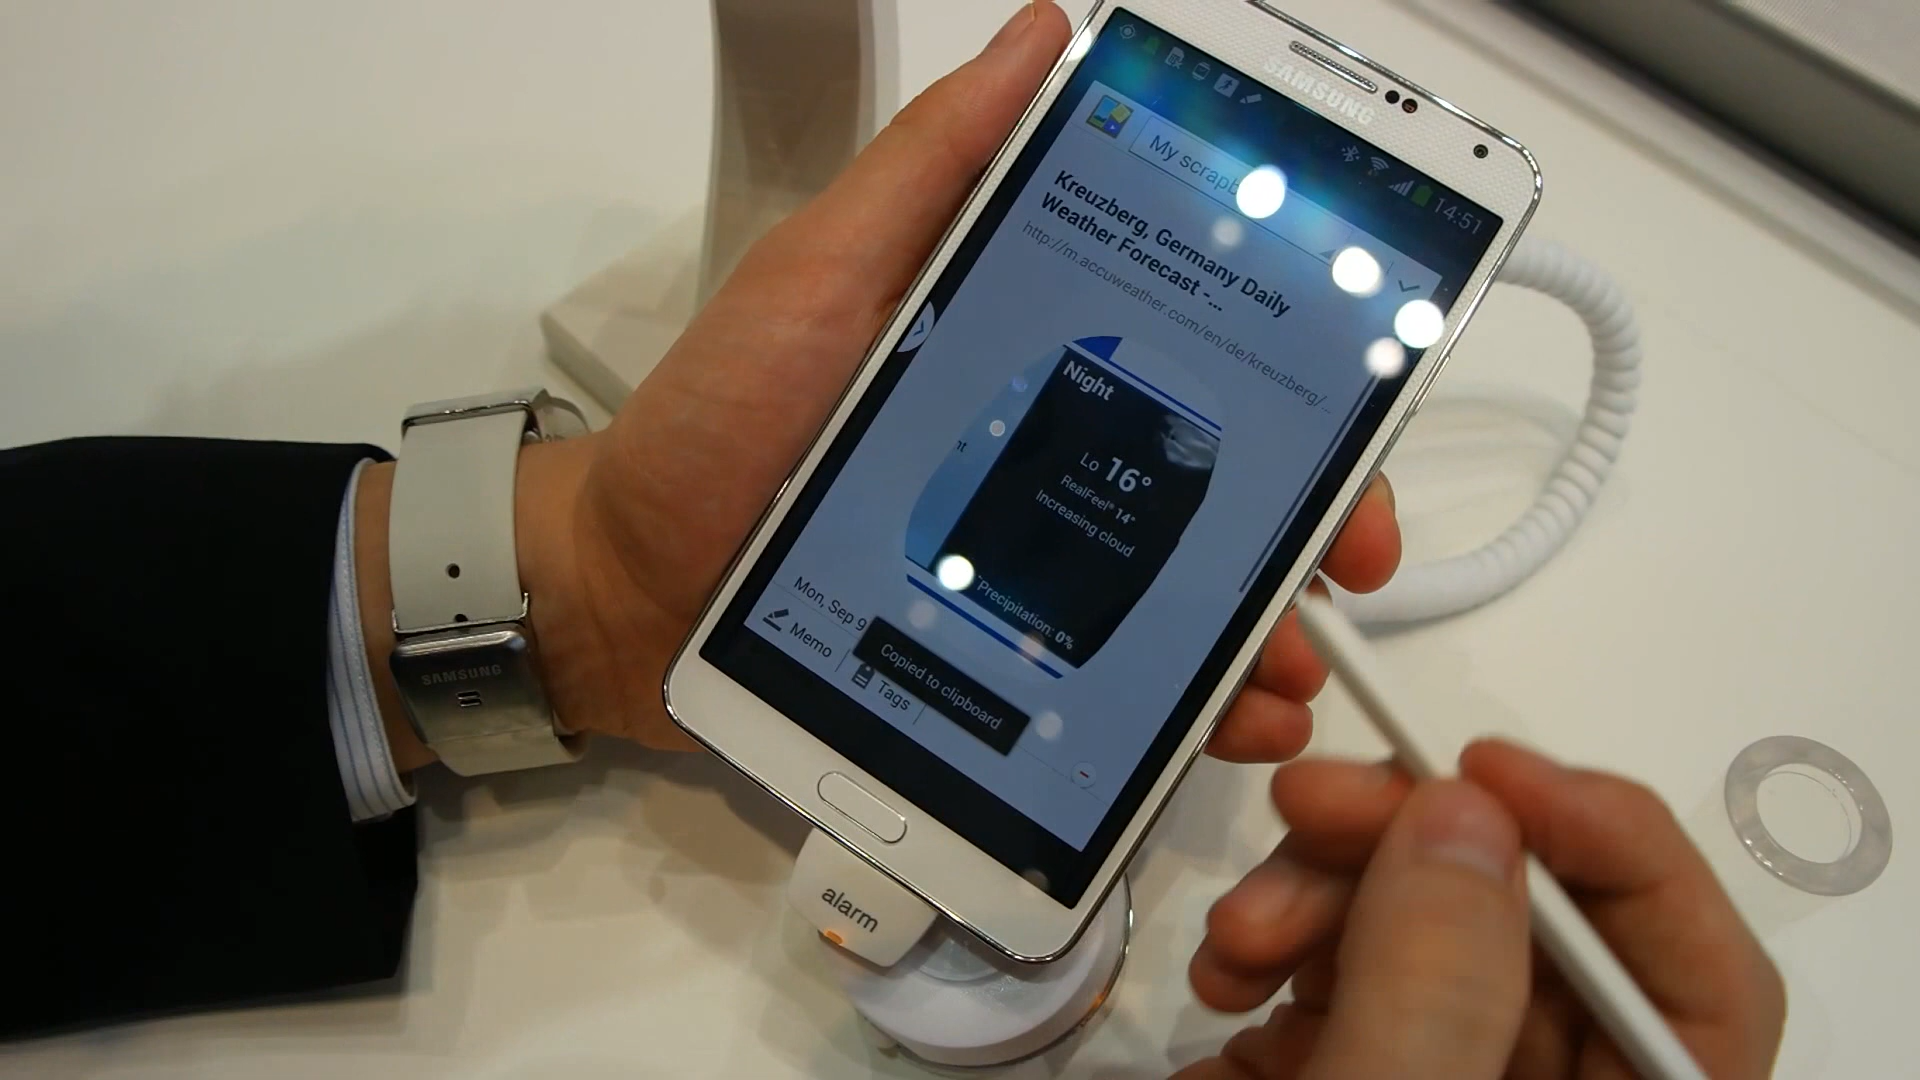 SAMSUNG
14:51
My scrapb
Kreuzberg, Germany Daily
Weather Forecast -...
http://m.accuweather.com/en/de/kreuzberg/...
Night
nt
Lo 16°
RealFeel® 14°
Increasing cloud
Precipitation: 0%
Mon, Sep 9
Memo
Tags
Copied to clipboard
SAMSUNG
alarm